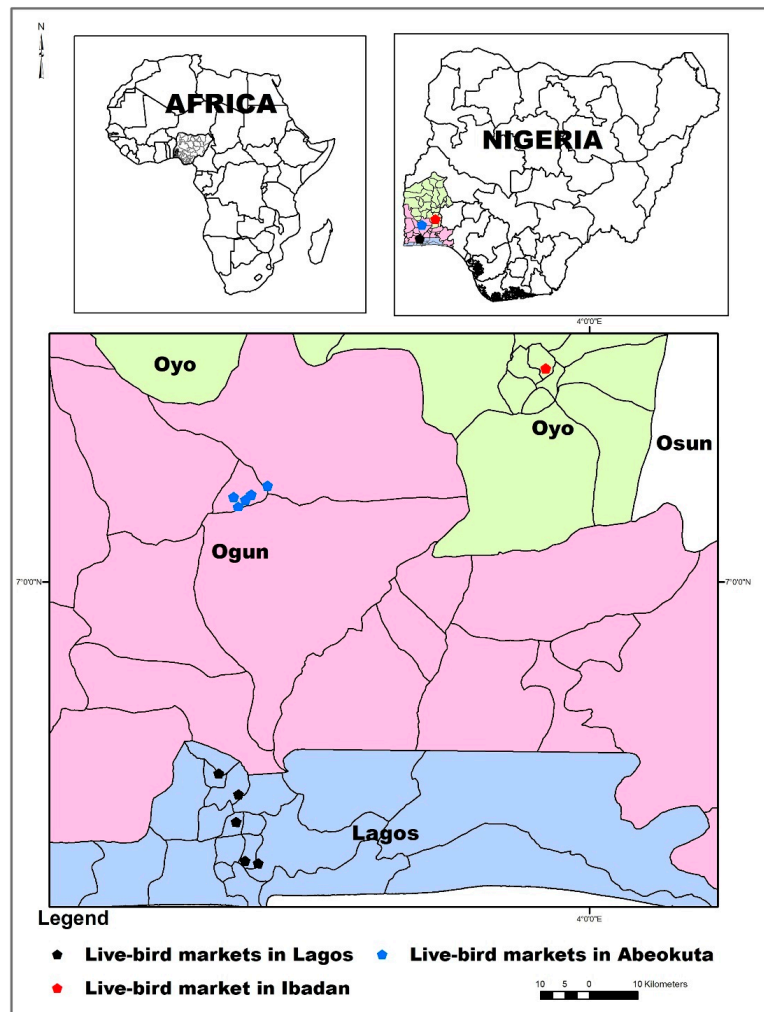 N
AFRICA
NIGERIA
4°0'0"E
Oyo
Oyo
Osun
Ogun
7°0'0"N
7°0'0"N
Lagos
4°0'0"E
Legend
Live-bird markets in Lagos
Live-bird markets in Abeokuta
Live-bird market in Ibadan
10 5 0 10 Kilometers